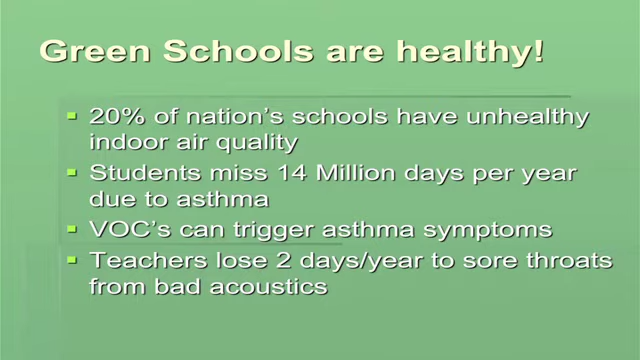 Green Schools are healthy!
20% of nation's schools have unhealthy
indoor air quality
Students miss 14 Million days per year
due to asthma
VOC's can trigger asthma symptoms
Teachers lose 2 days/year to sore throats
from bad acoustics